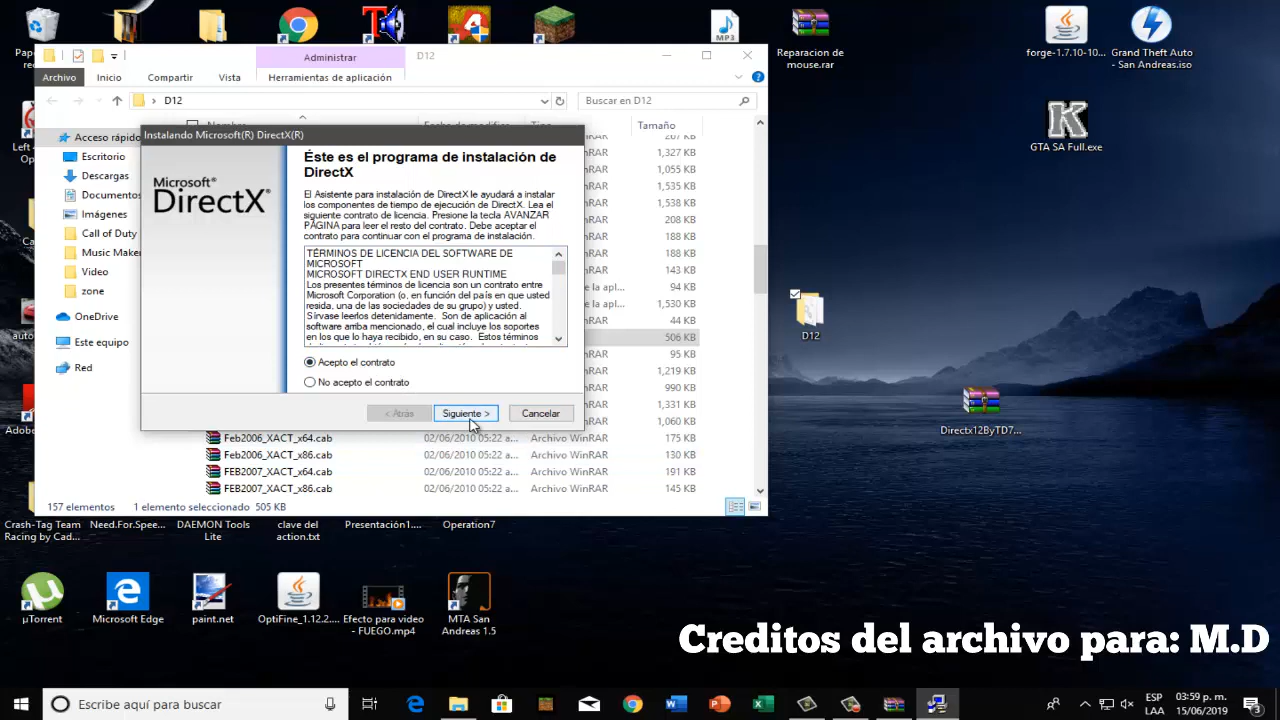 Reparacion de
mouse.rar
forge-1.7.10-10...
Grand Theft Auto
- San Andreas.iso
MP3
Administrar
D12
Archivo
Inicio
Compartir
Vista
Herramientas de aplicación
D12
Buscar en D12
Tamaño
GTA SA Full.exe
Acceso rápido
Escritorio
Descargas
Documentos
Imágenes
Call of Duty
Music Maker
Video
zone
OneDrive
Este equipo
Red
Instalando Microsoft(R) DirectX(R)
Microsoft®
DirectX®
Éste es el programa de instalación de
DirectX
El Asistente para instalación de DirectX le ayudará a instalar
los componentes de tiempo de ejecución de DirectX. Lea el
siguiente contrato de licencia. Presione la tecla AVANZAR
PÁGINA para leer el resto del contrato. Debe aceptar el
contrato para continuar con el programa de instalación.
TÉRMINOS DE LICENCIA DEL SOFTWARE DE
MICROSOFT
MICROSOFT DIRECTX END USER RUNTIME
Los presentes términos de licencia son un contrato entre
Microsoft Corporation (o, en función del país en que usted
resida, una de las sociedades de su grupo) y usted.
Sírvase leerlos detenidamente. Son de aplicación al
software arriba mencionado, el cual incluye los soportes
en los que lo haya recibido, en su caso. Estos términos
Acepto el contrato
No acepto el contrato
< Atrás
Siguiente >
Cancelar
1,327 KB
1,055 KB
1,535 KB
1,538 KB
208 KB
188 KB
188 KB
143 KB
94 KB
1,530 KB
44 KB
506 KB
95 KB
1,219 KB
990 KB
1,331 KB
1,060 KB
Feb2006_XACT_x64.cab 02/06/2010 05:22 a... Archivo WinRAR 175 KB
Feb2006_XACT_x86.cab 02/06/2010 05:22 a... Archivo WinRAR 130 KB
FEB2007_XACT_x64.cab 02/06/2010 05:22 a... Archivo WinRAR 191 KB
FEB2007_XACT_x86.cab 02/06/2010 05:22 a... Archivo WinRAR 145 KB
157 elementos
1 elemento seleccionado 505 KB
D12
Directx12ByTD7...
Crash-Tag Team
Racing by Cad...
Need.For.Spee...
DAEMON Tools
Lite
clave del
action.txt
Presentación1....
Operation7
µTorrent
Microsoft Edge
paint.net
OptiFine_1.12.2....
Efecto para video
- FUEGO.mp4
MTA San
Andreas 1.5
Creditos del archivo para: M.D
Escribe aquí para buscar
ESP
LAA
03:59 p. m.
15/06/2019